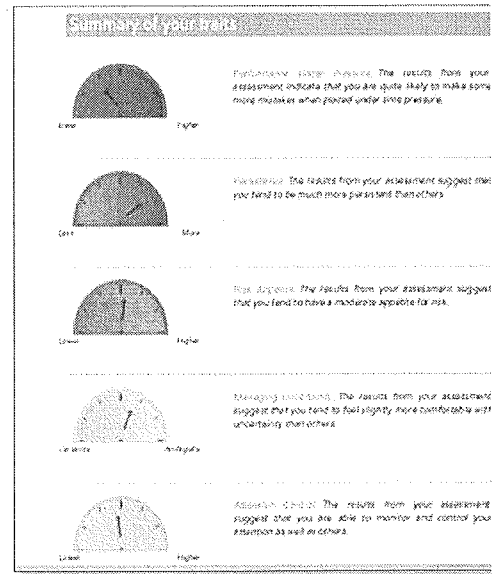 Summary of your traits
Performance Under Pressure. The results from your
assessment indicate that you are quite likely to make some
more mistakes when placed under time pressure.
Lower Higher
Persistence. The results from your assessment suggest that
you tend to be much more persistent than others.
Less More
Risk Appetite. The results from your assessment suggest
that you tend to have a moderate appetite for risk.
Lower Higher
Managing Uncertainty. The results from your assessment
suggest that you tend to feel slightly more comfortable with
uncertainty than others.
Certainty Ambiguity
Attention Control. The results from your assessment
suggest that you are able to monitor and control your
attention as well as others.
Lower Higher